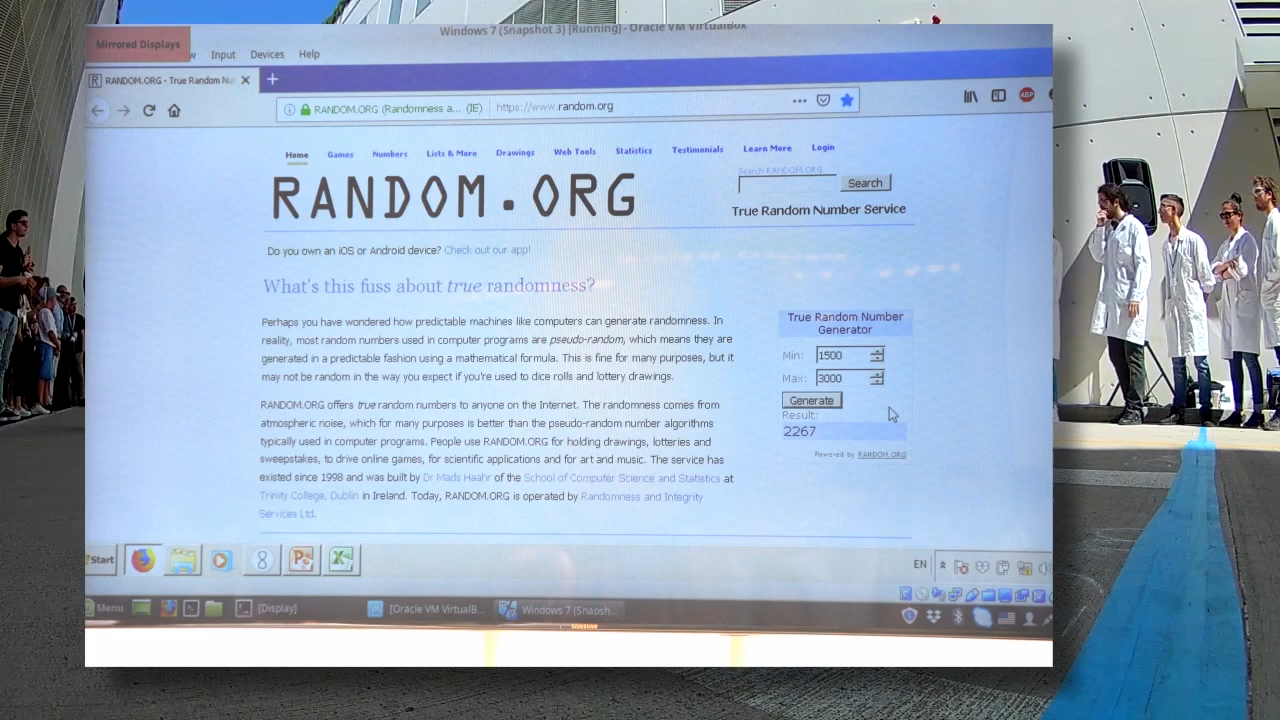 Windows 7 (Snapshot 3) [Running] - Oracle VM VirtualBox
Mirrored Displays
Input Devices Help
RANDOM.ORG - True Random Nu
RANDOM.ORG (Randomness a... (IE) https://www.random.org
ABP
Home Games Numbers Lists & More Drawings Web Tools Statistics Testimonials Learn More Login
RANDOM.ORG
Search RANDOM.ORG
Search
True Random Number Service
Do you own an iOS or Android device? Check out our app!
What's this fuss about true randomness?
Perhaps you have wondered how predictable machines like computers can generate randomness. In
reality, most random numbers used in computer programs are pseudo-random, which means they are
generated in a predictable fashion using a mathematical formula. This is fine for many purposes, but it
may not be random in the way you expect if you're used to dice rolls and lottery drawings.
RANDOM.ORG offers true random numbers to anyone on the Internet. The randomness comes from
atmospheric noise, which for many purposes is better than the pseudo-random number algorithms
typically used in computer programs. People use RANDOM.ORG for holding drawings, lotteries and
sweepstakes, to drive online games, for scientific applications and for art and music. The service has
existed since 1998 and was built by Dr Mads Haahr of the School of Computer Science and Statistics at
Trinity College, Dublin in Ireland. Today, RANDOM.ORG is operated by Randomness and Integrity
Services Ltd.
True Random Number
Generator
Min: 1500
Max: 3000
Generate
Result:
2267
Powered by RANDOM.ORG
Start
EN
Menu [Display] [Oracle VM VirtualB... Windows 7 (Snapsh...
SAMSUNG